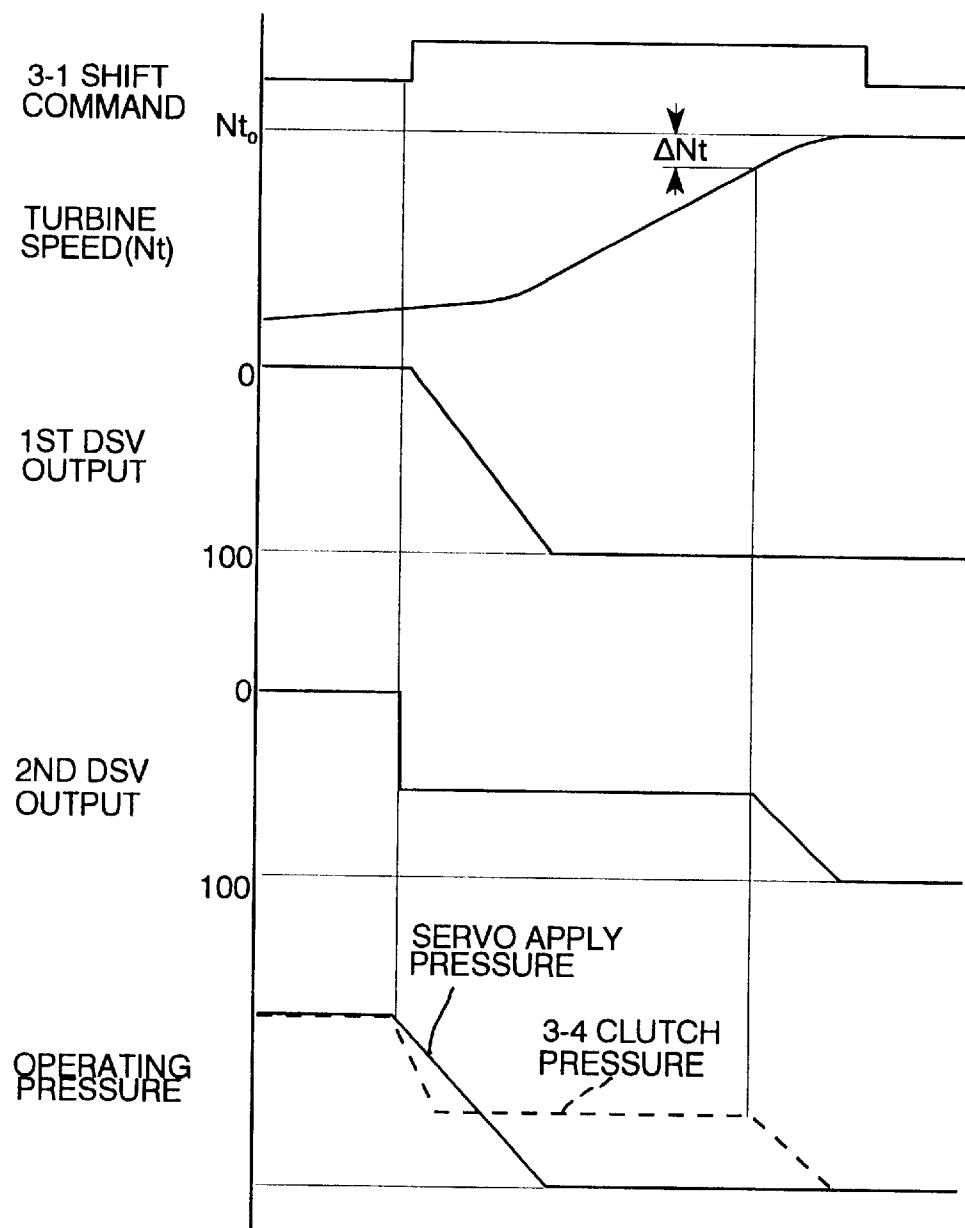 3-1 SHIFT
COMMAND
Nt₀
ΔNt
TURBINE
SPEED(Nt)
0
1ST DSV
OUTPUT
100
0
2ND DSV
OUTPUT
100
SERVO APPLY
PRESSURE
3-4 CLUTCH
PRESSURE
OPERATING
PRESSURE